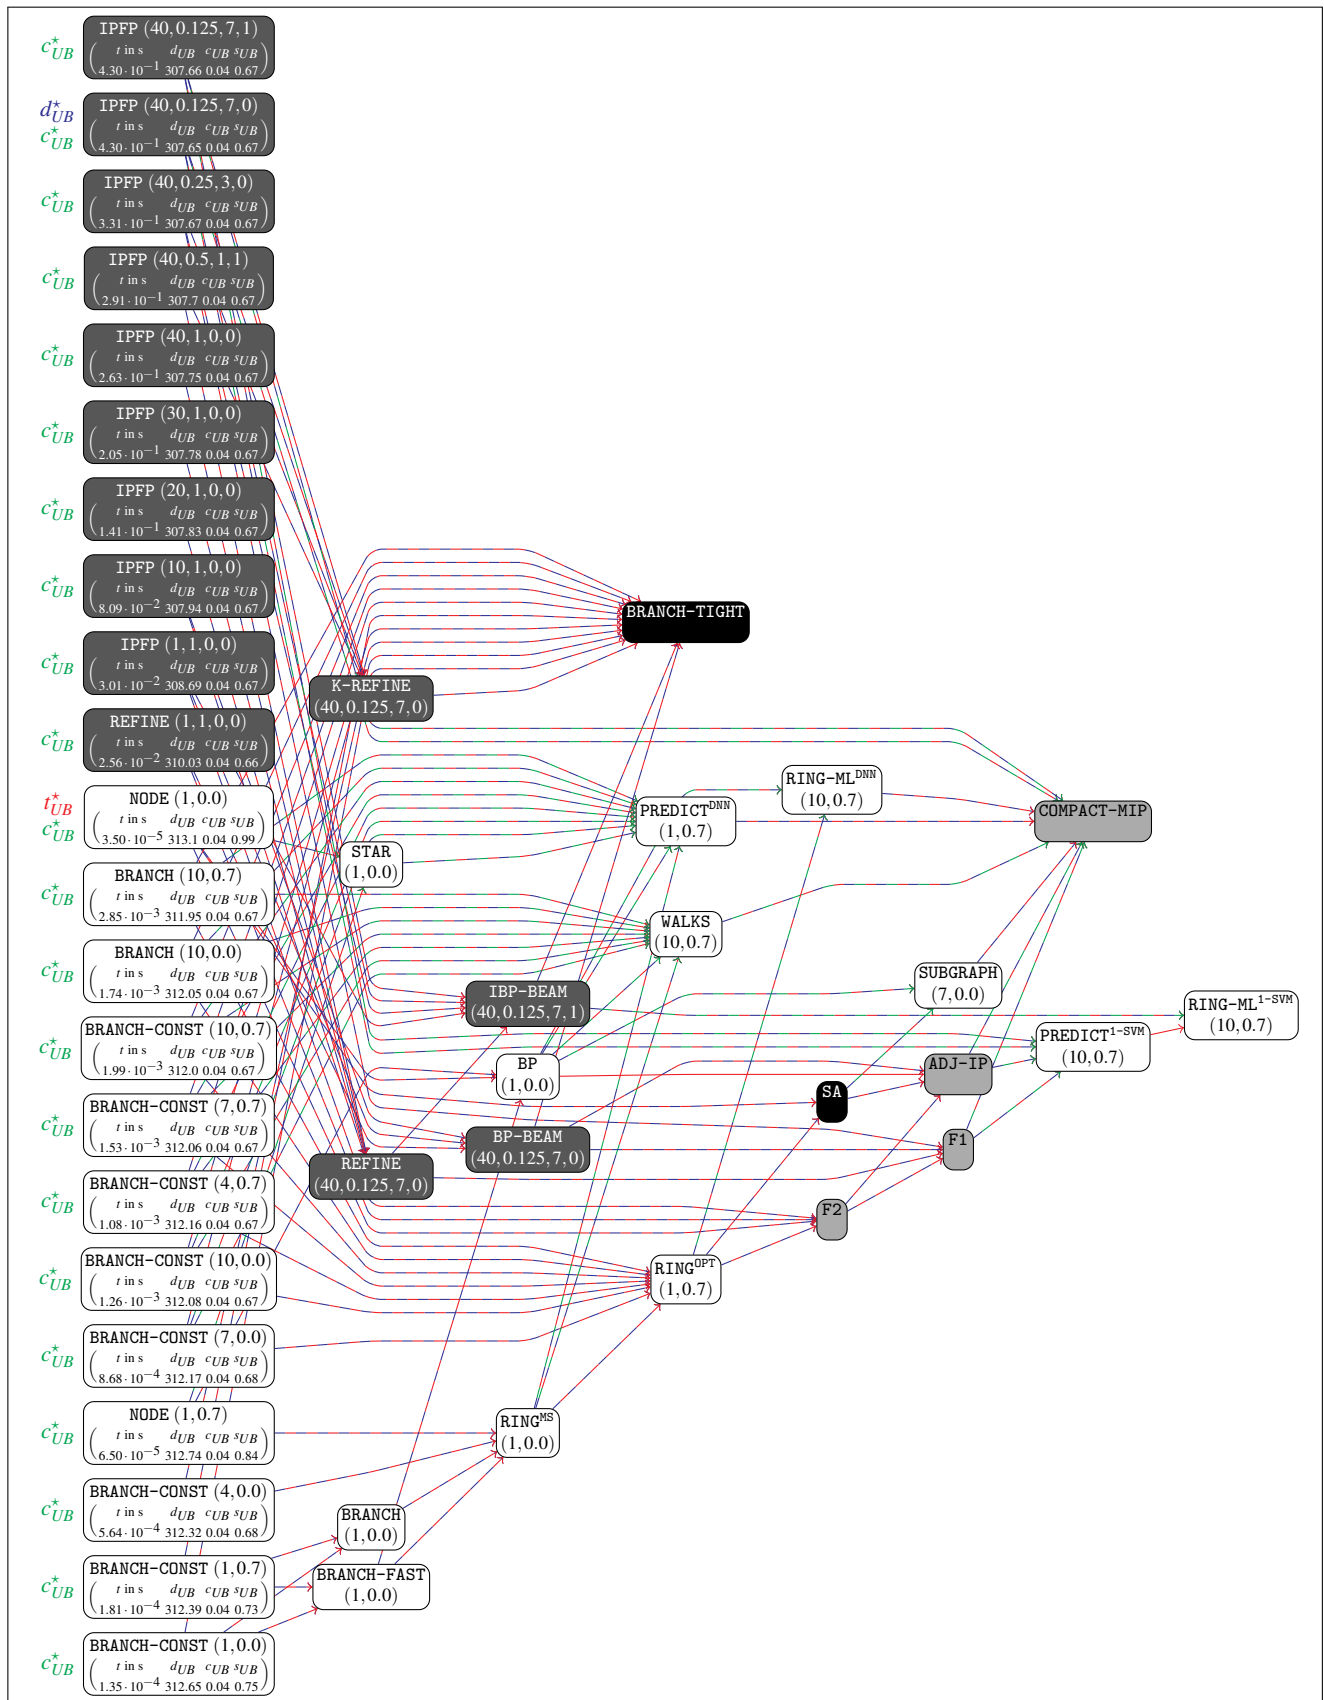 IPFP (40,0.125,7,1)
c*UB
t in s dUB cUB sUB
4.30·10−1 307.66 0.04 0.67
IPFP (40,0.125,7,0)
d*UB
c*UB
t in s dUB cUB sUB
4.30·10−1 307.65 0.04 0.67
IPFP (40,0.25,3,0)
c*UB
t in s dUB cUB sUB
3.31·10−1 307.67 0.04 0.67
IPFP (40,0.5,1,1)
c*UB
t in s dUB cUB sUB
2.91·10−1 307.7 0.04 0.67
IPFP (40,1,0,0)
c*UB
t in s dUB cUB sUB
2.63·10−1 307.75 0.04 0.67
IPFP (30,1,0,0)
c*UB
t in s dUB cUB sUB
2.05·10−1 307.78 0.04 0.67
IPFP (20,1,0,0)
c*UB
t in s dUB cUB sUB
1.41·10−1 307.83 0.04 0.67
IPFP (10,1,0,0)
c*UB
t in s dUB cUB sUB
8.09·10−2 307.94 0.04 0.67
IPFP (1,1,0,0)
c*UB
t in s dUB cUB sUB
3.01·10−2 308.69 0.04 0.67
REFINE (1,1,0,0)
c*UB
t in s dUB cUB sUB
2.56·10−2 310.03 0.04 0.66
NODE (1,0.0)
t*UB
c*UB
t in s dUB cUB sUB
3.50·10−5 313.1 0.04 0.99
BRANCH (10,0.7)
c*UB
t in s dUB cUB sUB
2.85·10−3 311.95 0.04 0.67
BRANCH (10,0.0)
c*UB
t in s dUB cUB sUB
1.74·10−3 312.05 0.04 0.67
BRANCH-CONST (10,0.7)
c*UB
t in s dUB cUB sUB
1.99·10−3 312.0 0.04 0.67
BRANCH-CONST (7,0.7)
c*UB
t in s dUB cUB sUB
1.53·10−3 312.06 0.04 0.67
BRANCH-CONST (4,0.7)
c*UB
t in s dUB cUB sUB
1.08·10−3 312.16 0.04 0.67
BRANCH-CONST (10,0.0)
c*UB
t in s dUB cUB sUB
1.26·10−3 312.08 0.04 0.67
BRANCH-CONST (7,0.0)
c*UB
t in s dUB cUB sUB
8.68·10−4 312.17 0.04 0.68
NODE (1,0.7)
c*UB
t in s dUB cUB sUB
6.50·10−5 312.74 0.04 0.84
BRANCH-CONST (4,0.0)
c*UB
t in s dUB cUB sUB
5.64·10−4 312.32 0.04 0.68
BRANCH-CONST (1,0.7)
c*UB
t in s dUB cUB sUB
1.81·10−4 312.39 0.04 0.73
BRANCH-CONST (1,0.0)
c*UB
t in s dUB cUB sUB
1.35·10−4 312.65 0.04 0.75
K-REFINE
(40,0.125,7,0)
STAR
(1,0.0)
REFINE
(40,0.125,7,0)
BRANCH
(1,0.0)
BRANCH-FAST
(1,0.0)
IBP-BEAM
(40,0.125,7,1)
BP
(1,0.0)
BP-BEAM
(40,0.125,7,0)
RING^MS
(1,0.0)
BRANCH-TIGHT
PREDICT^DNN
(1,0.7)
WALKS
(10,0.7)
RING^OPT
(1,0.7)
RING-ML^DNN
(10,0.7)
SA
F2
SUBGRAPH
(7,0.0)
ADJ-IP
F1
COMPACT-MIP
PREDICT^1-SVM
(10,0.7)
RING-ML^1-SVM
(10,0.7)